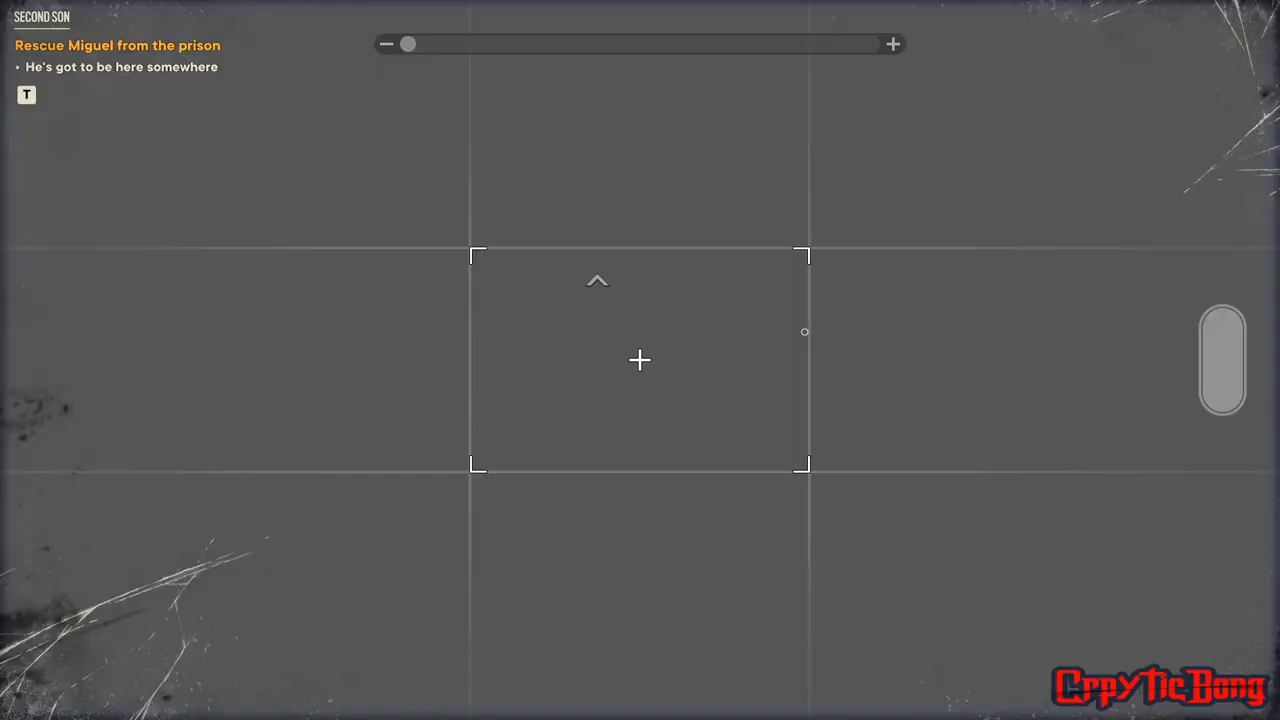 SECOND SON
Rescue Miguel from the prison
He's got to be here somewhere
T
CrpyTicBong